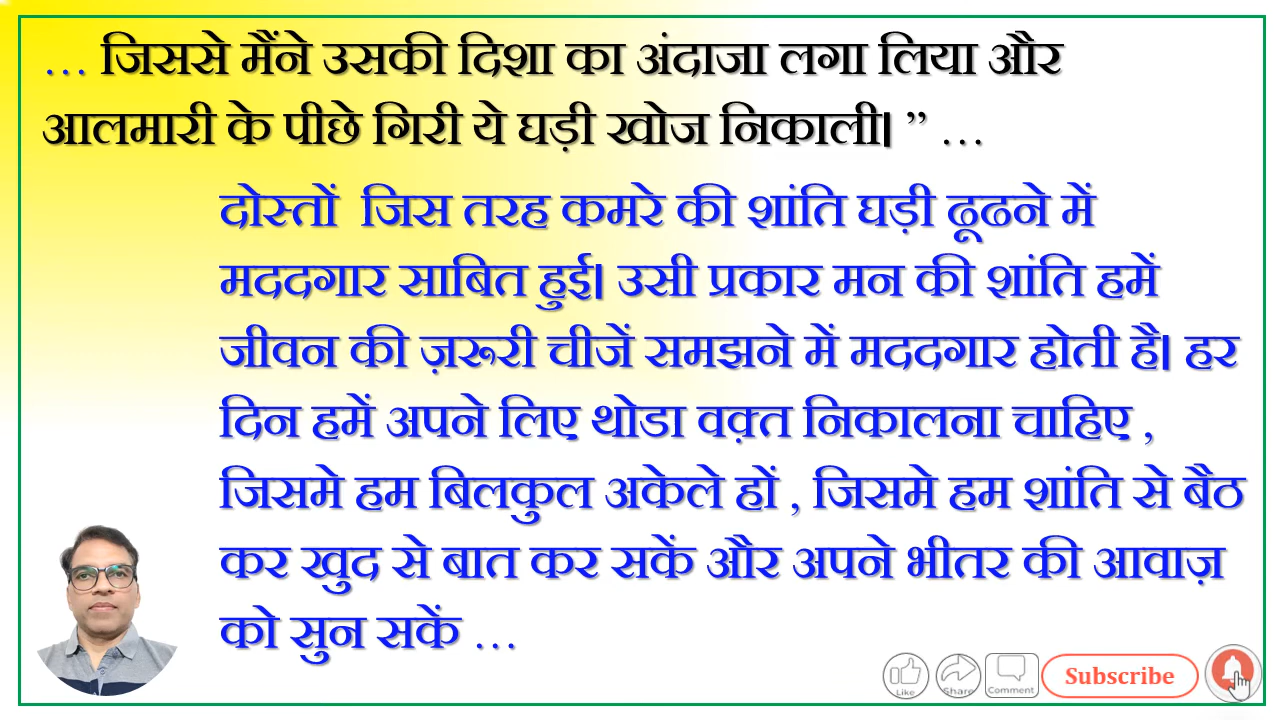 … जिससे मैंने उसकी दिशा का अंदाजा लगा लिया और
आलमारी के पीछे गिरी ये घड़ी खोज निकाली। ” …
दोस्तों जिस तरह कमरे की शांति घड़ी ढूढने में
मददगार साबित हुई। उसी प्रकार मन की शांति हमें
जीवन की ज़रूरी चीजें समझने में मददगार होती है। हर
दिन हमें अपने लिए थोडा वक़्त निकालना चाहिए ,
जिसमे हम बिलकुल अकेले हों , जिसमे हम शांति से बैठ
कर खुद से बात कर सकें और अपने भीतर की आवाज़
को सुन सकें …
Like
Share
Comment
Subscribe